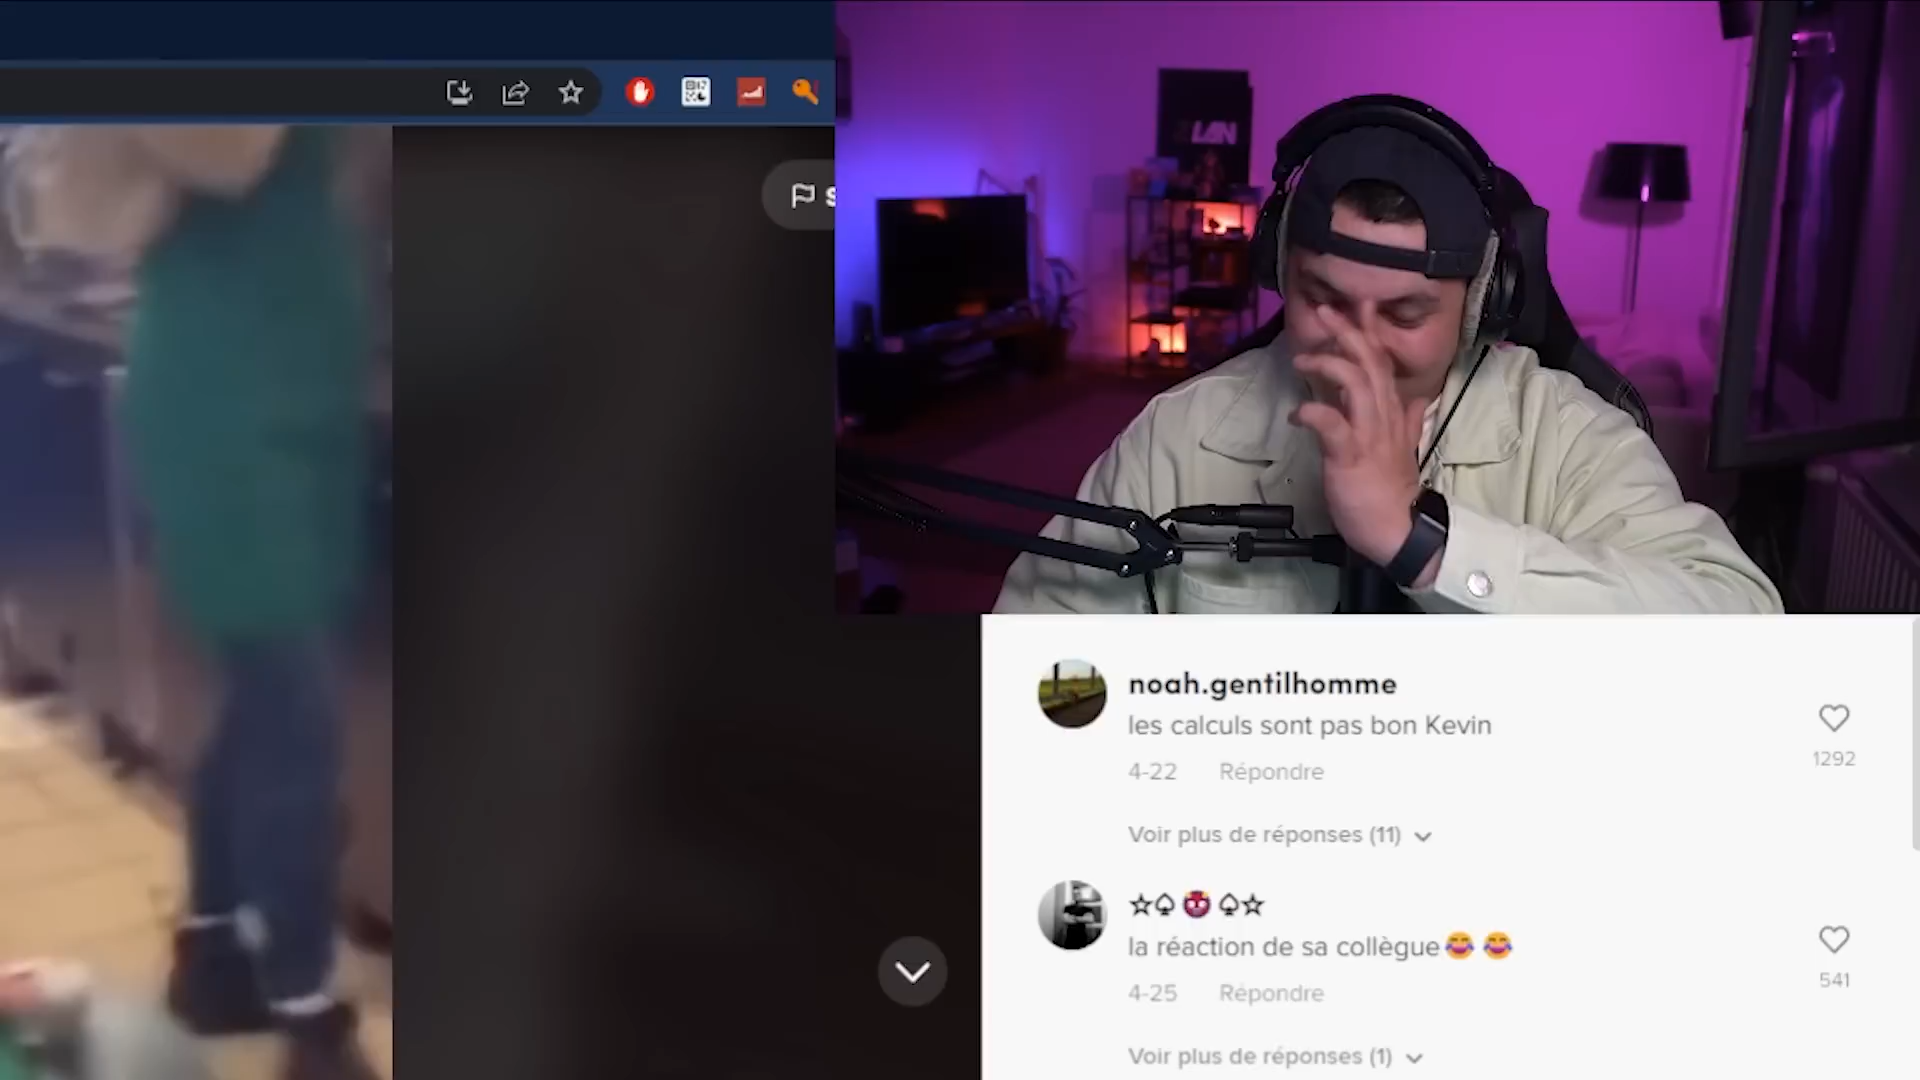 LAN
noah.gentilhomme
les calculs sont pas bon Kevin
4-22 Répondre
1292
Voir plus de réponses (11)
☆♤😈♤☆
la réaction de sa collègue😂😂
4-25 Répondre
541
Voir plus de réponses (1)